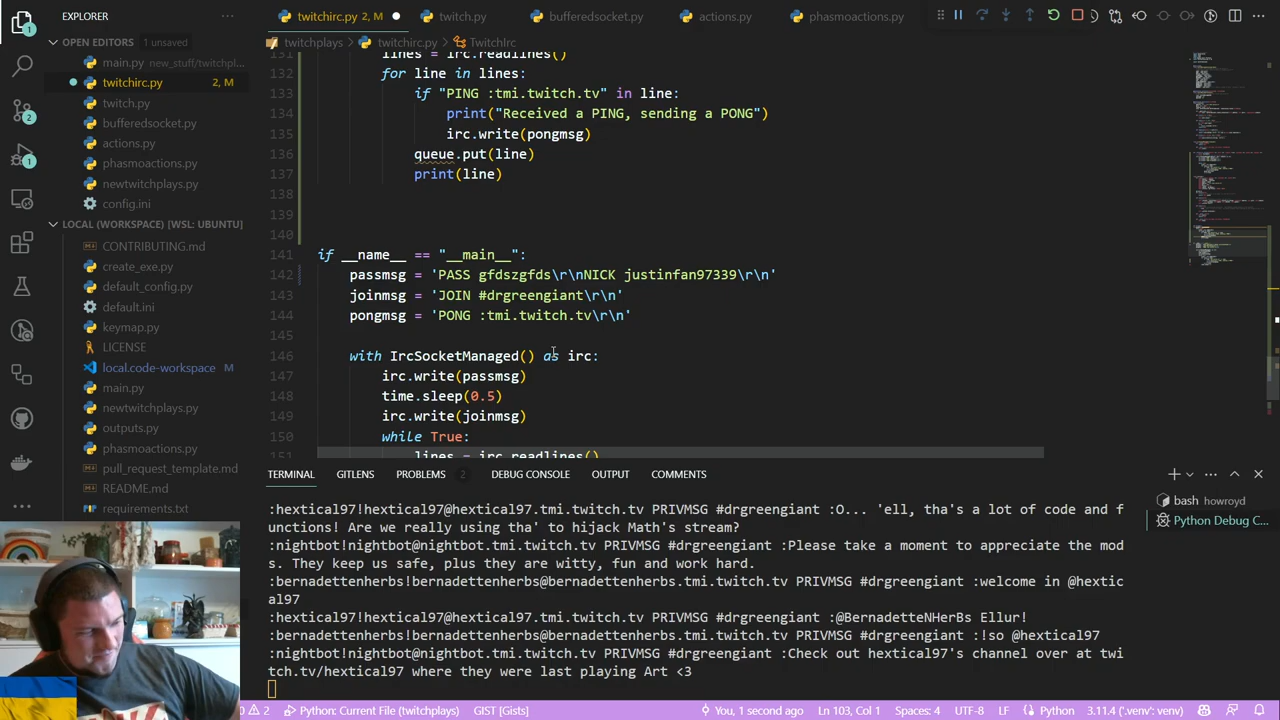 EXPLORER
OPEN EDITORS 1 unsaved
main.py new_stuff/twitchpl...
twitchirc.py 2, M
twitch.py
bufferedsocket.py
actions.py
phasmoactions.py
newtwitchplays.py
config.ini
LOCAL (WORKSPACE) [WSL: UBUNTU]
CONTRIBUTING.md
create_exe.py
default_config.py
default.ini
keymap.py
LICENSE
local.code-workspace M
main.py
newtwitchplays.py
outputs.py
phasmoactions.py
pull_request_template.md
README.md
requirements.txt
twitchirc.py 2, M
twitch.py
bufferedsocket.py
actions.py
phasmoactions.py
twitchplays > twitchirc.py > TwitchIrc
131 lines = irc.readlines()
132 for line in lines:
133 if "PING :tmi.twitch.tv" in line:
134 print("Received a PING, sending a PONG")
135 irc.write(pongmsg)
136 queue.put(line)
137 print(line)
138
139
140
141 if __name__ == "__main__":
142 passmsg = 'PASS gfdszgfds\r\nNICK justinfan97339\r\n'
143 joinmsg = 'JOIN #drgreengiant\r\n'
144 pongmsg = 'PONG :tmi.twitch.tv\r\n'
145
146 with IrcSocketManaged() as irc:
147 irc.write(passmsg)
148 time.sleep(0.5)
149 irc.write(joinmsg)
150 while True:
151 lines = irc.readlines()
TERMINAL GITLENS PROBLEMS 2 DEBUG CONSOLE OUTPUT COMMENTS
:hextical97!hextical97@hextical97.tmi.twitch.tv PRIVMSG #drgreengiant :O... 'ell, tha's a lot of code and f
unctions! Are we really using tha' to hijack Math's stream?
:nightbot!nightbot@nightbot.tmi.twitch.tv PRIVMSG #drgreengiant :Please take a moment to appreciate the mod
s. They keep us safe, plus they are witty, fun and work hard.
:bernadettenherbs!bernadettenherbs@bernadettenherbs.tmi.twitch.tv PRIVMSG #drgreengiant :welcome in @hextic
al97
:hextical97!hextical97@hextical97.tmi.twitch.tv PRIVMSG #drgreengiant :@BernadetteNHerBs Ellur!
:bernadettenherbs!bernadettenherbs@bernadettenherbs.tmi.twitch.tv PRIVMSG #drgreengiant :!so @hextical97
:nightbot!nightbot@nightbot.tmi.twitch.tv PRIVMSG #drgreengiant :Check out hextical97's channel over at twi
tch.tv/hextical97 where they were last playing Art <3
bash howroyd
Python Debug C...
0 2 Python: Current File (twitchplays) GIST [Gists] You, 1 second ago Ln 103, Col 1 Spaces: 4 UTF-8 LF Python 3.11.4 ('.venv': venv)